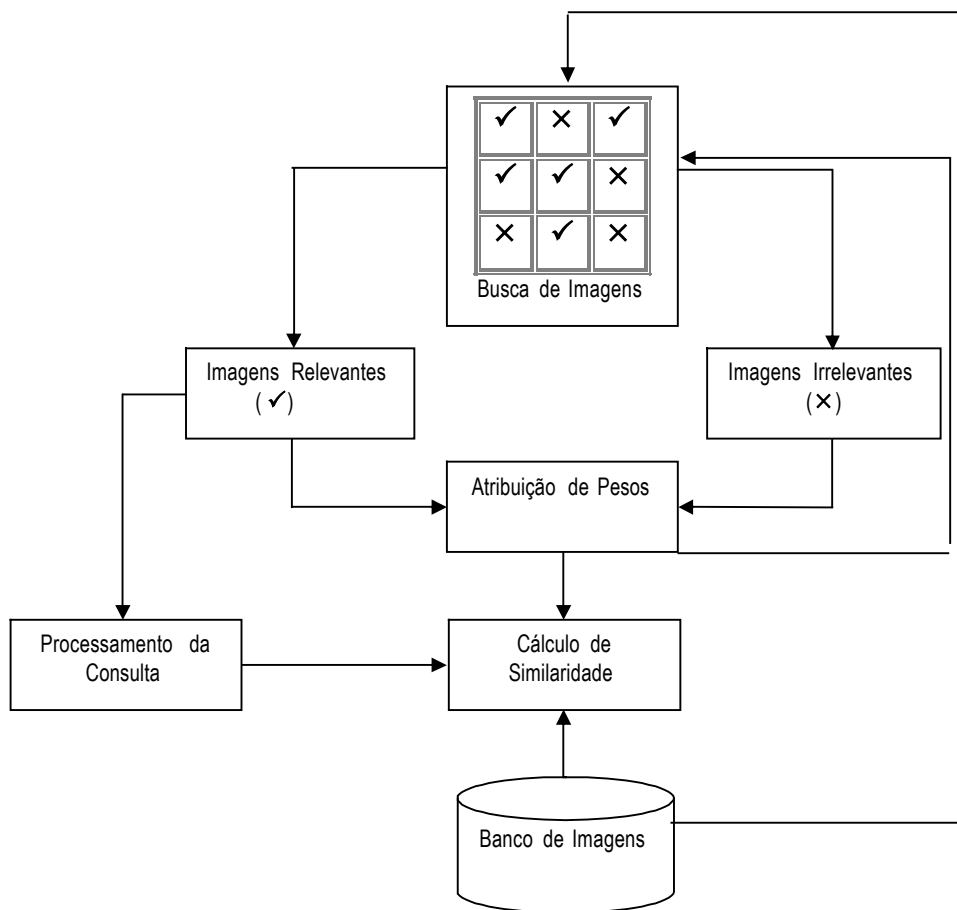 ✓ × ✓
✓ ✓ ×
× ✓ ×
Busca de Imagens
Imagens Relevantes
( ✓)
Imagens Irrelevantes
(×)
Atribuição de Pesos
Processamento da
Consulta
Cálculo de
Similaridade
Banco de Imagens